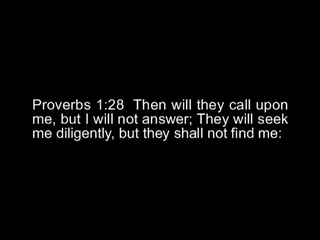 Proverbs 1:28  Then will they call upon
me, but I will not answer; They will seek
me diligently, but they shall not find me: